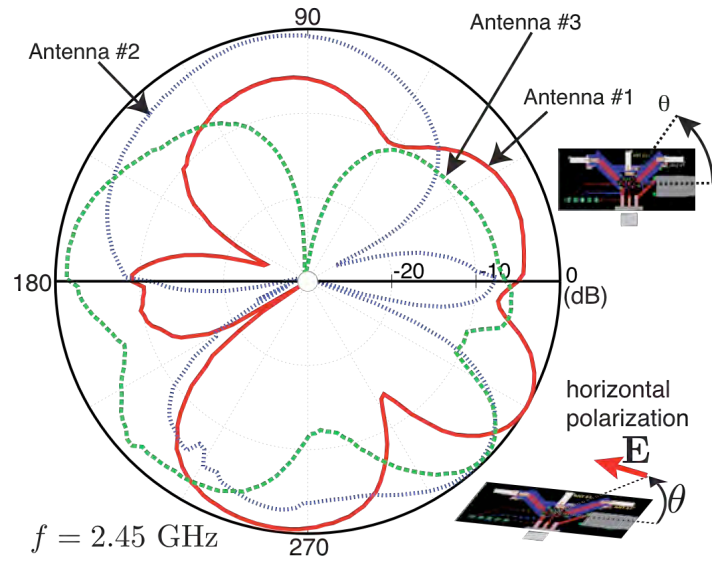 90
Antenna #2
Antenna #3
Antenna #1
θ
180
-20
-10
0
(dB)
horizontal
polarization
E
θ
f = 2.45 GHz
270